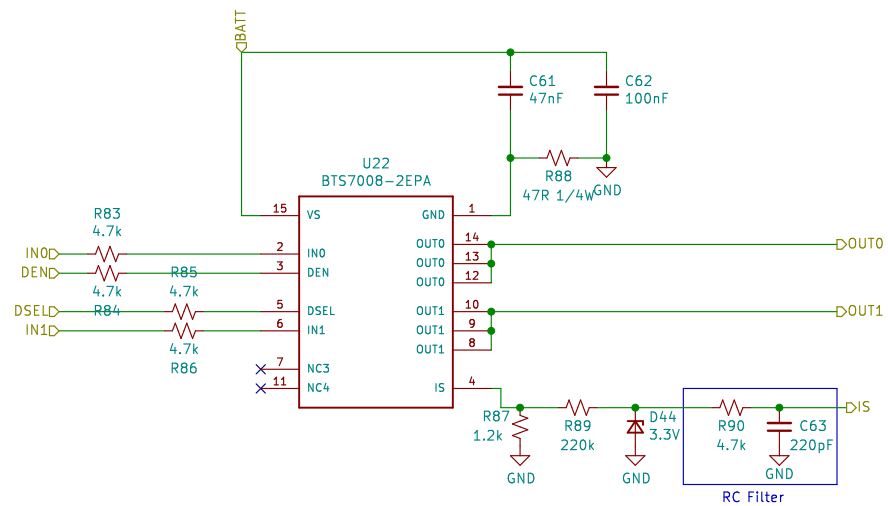 BATT
C61
47nF
C62
100nF
R88
47R 1/4W
GND
U22
BTS7008-2EPA
15
VS
GND
1
R83
4.7k
IN0
2
IN0
OUT0
14
OUT0
DEN
3
DEN
OUT0
13
4.7k
R84
R85
4.7k
OUT0
12
DSEL
5
DSEL
OUT1
10
OUT1
IN1
6
IN1
OUT1
9
4.7k
R86
OUT1
8
7
NC3
11
NC4
IS
4
R87
1.2k
GND
R89
220k
D44
3.3V
GND
R90
4.7k
C63
220pF
GND
IS
RC Filter